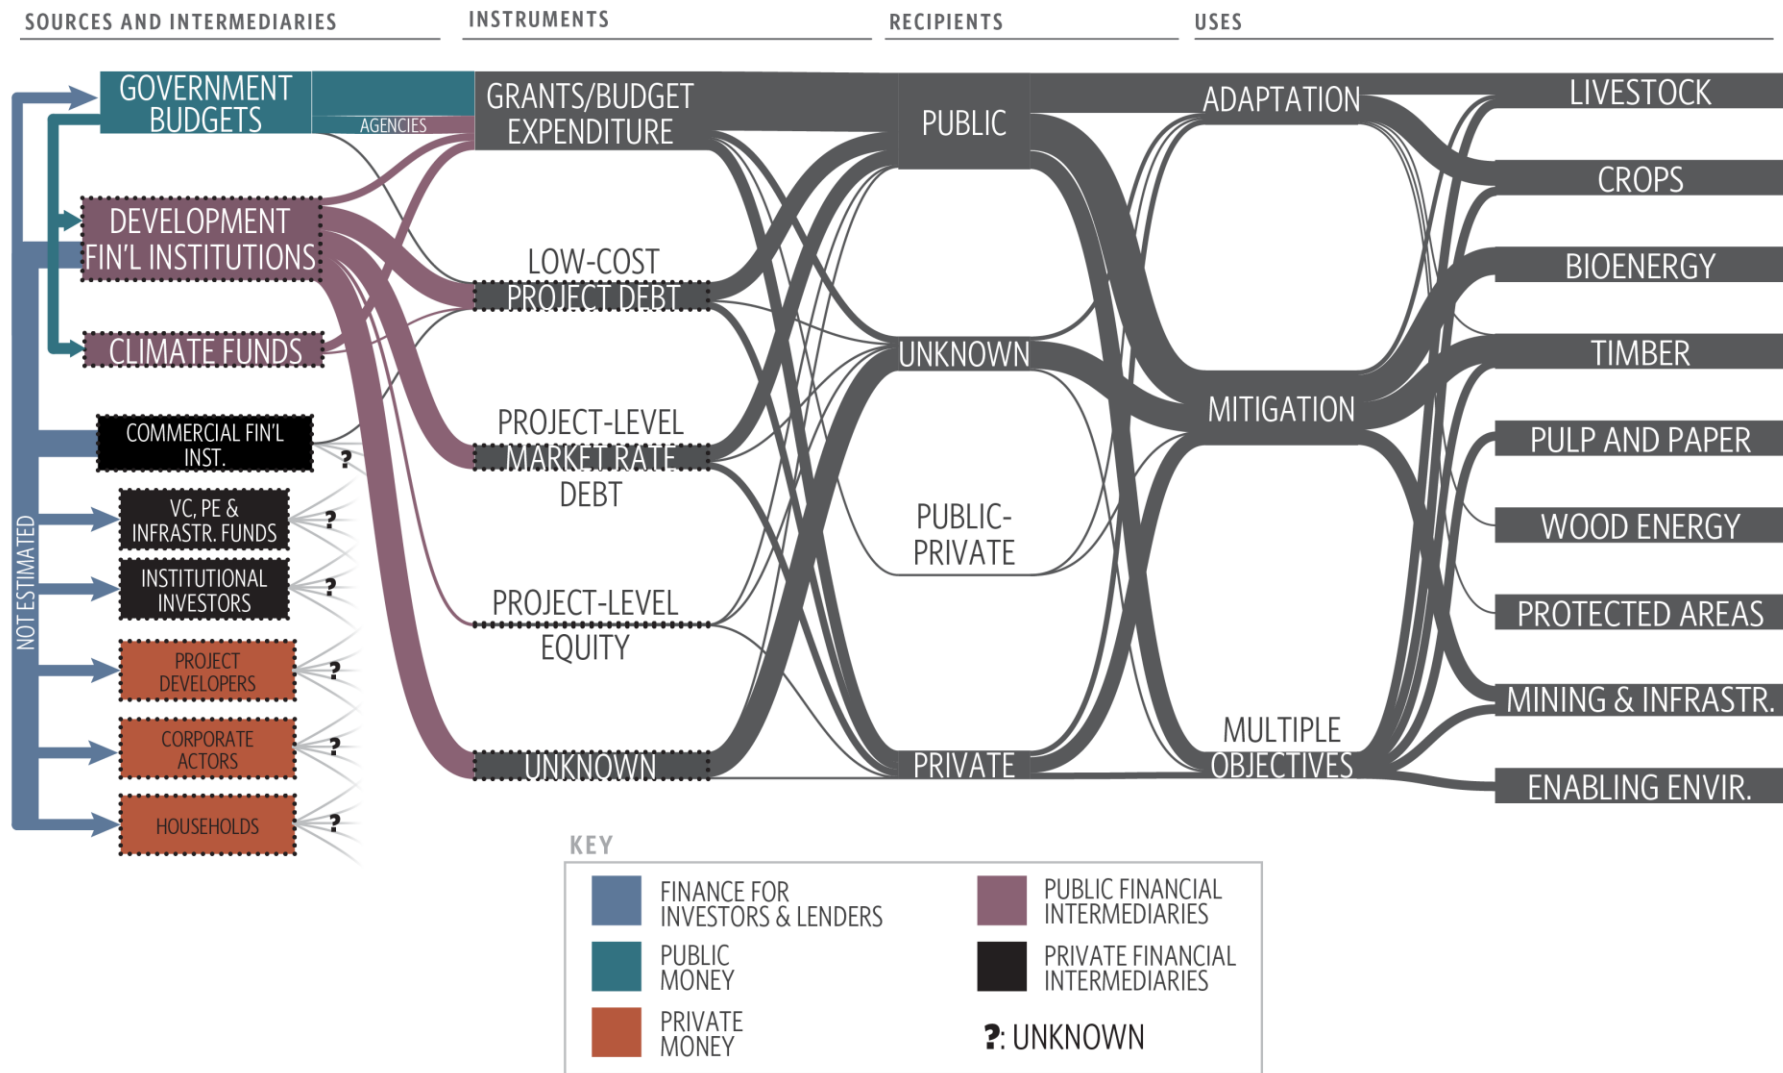 SOURCES AND INTERMEDIARIES
INSTRUMENTS
RECIPIENTS
USES
GOVERNMENT
BUDGETS
AGENCIES
DEVELOPMENT
FIN'L INSTITUTIONS
CLIMATE FUNDS
COMMERCIAL FIN'L
INST.
?
VC, PE &
INFRASTR. FUNDS
?
INSTITUTIONAL
INVESTORS
?
PROJECT
DEVELOPERS
?
CORPORATE
ACTORS
?
HOUSEHOLDS
?
NOT ESTIMATED
GRANTS/BUDGET
EXPENDITURE
LOW-COST
PROJECT DEBT
PROJECT-LEVEL
MARKET RATE
DEBT
PROJECT-LEVEL
EQUITY
UNKNOWN
PUBLIC
UNKNOWN
PUBLIC-
PRIVATE
PRIVATE
ADAPTATION
MITIGATION
MULTIPLE
OBJECTIVES
LIVESTOCK
CROPS
BIOENERGY
TIMBER
PULP AND PAPER
WOOD ENERGY
PROTECTED AREAS
MINING & INFRASTR.
ENABLING ENVIR.
KEY
FINANCE FOR
INVESTORS & LENDERS
PUBLIC
MONEY
PRIVATE
MONEY
PUBLIC FINANCIAL
INTERMEDIARIES
PRIVATE FINANCIAL
INTERMEDIARIES
?: UNKNOWN